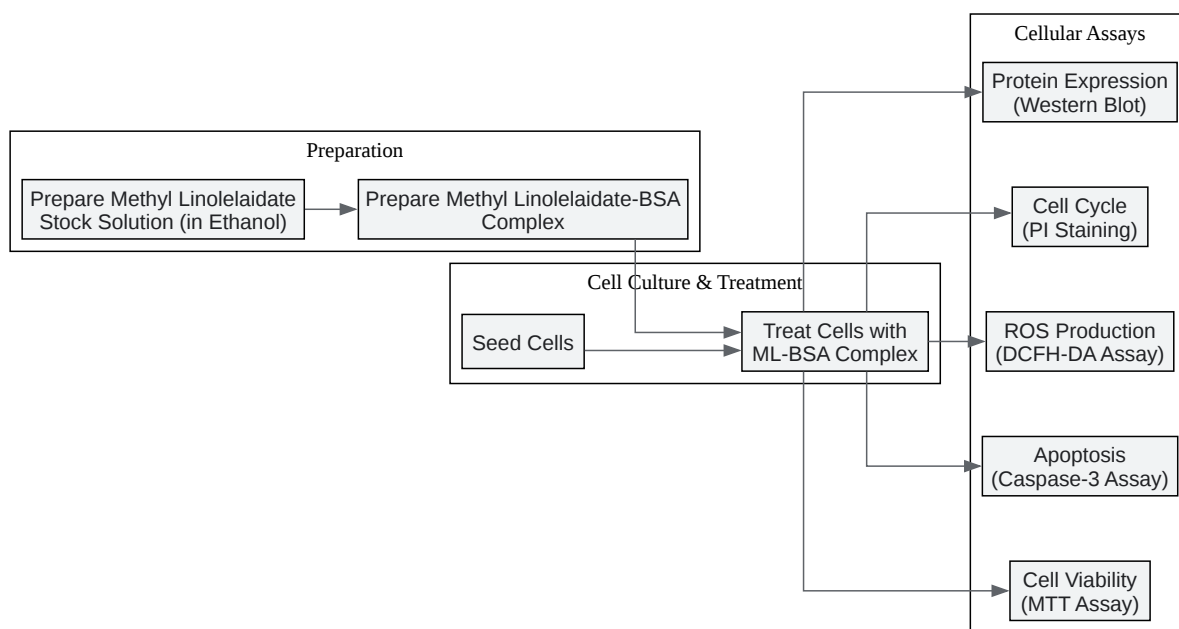 Preparation
Prepare Methyl Linolelaidate
Stock Solution (in Ethanol)
Prepare Methyl Linolelaidate-BSA
Complex
Cell Culture & Treatment
Seed Cells
Treat Cells with
ML-BSA Complex
Cellular Assays
Protein Expression
(Western Blot)
Cell Cycle
(PI Staining)
ROS Production
(DCFH-DA Assay)
Apoptosis
(Caspase-3 Assay)
Cell Viability
(MTT Assay)